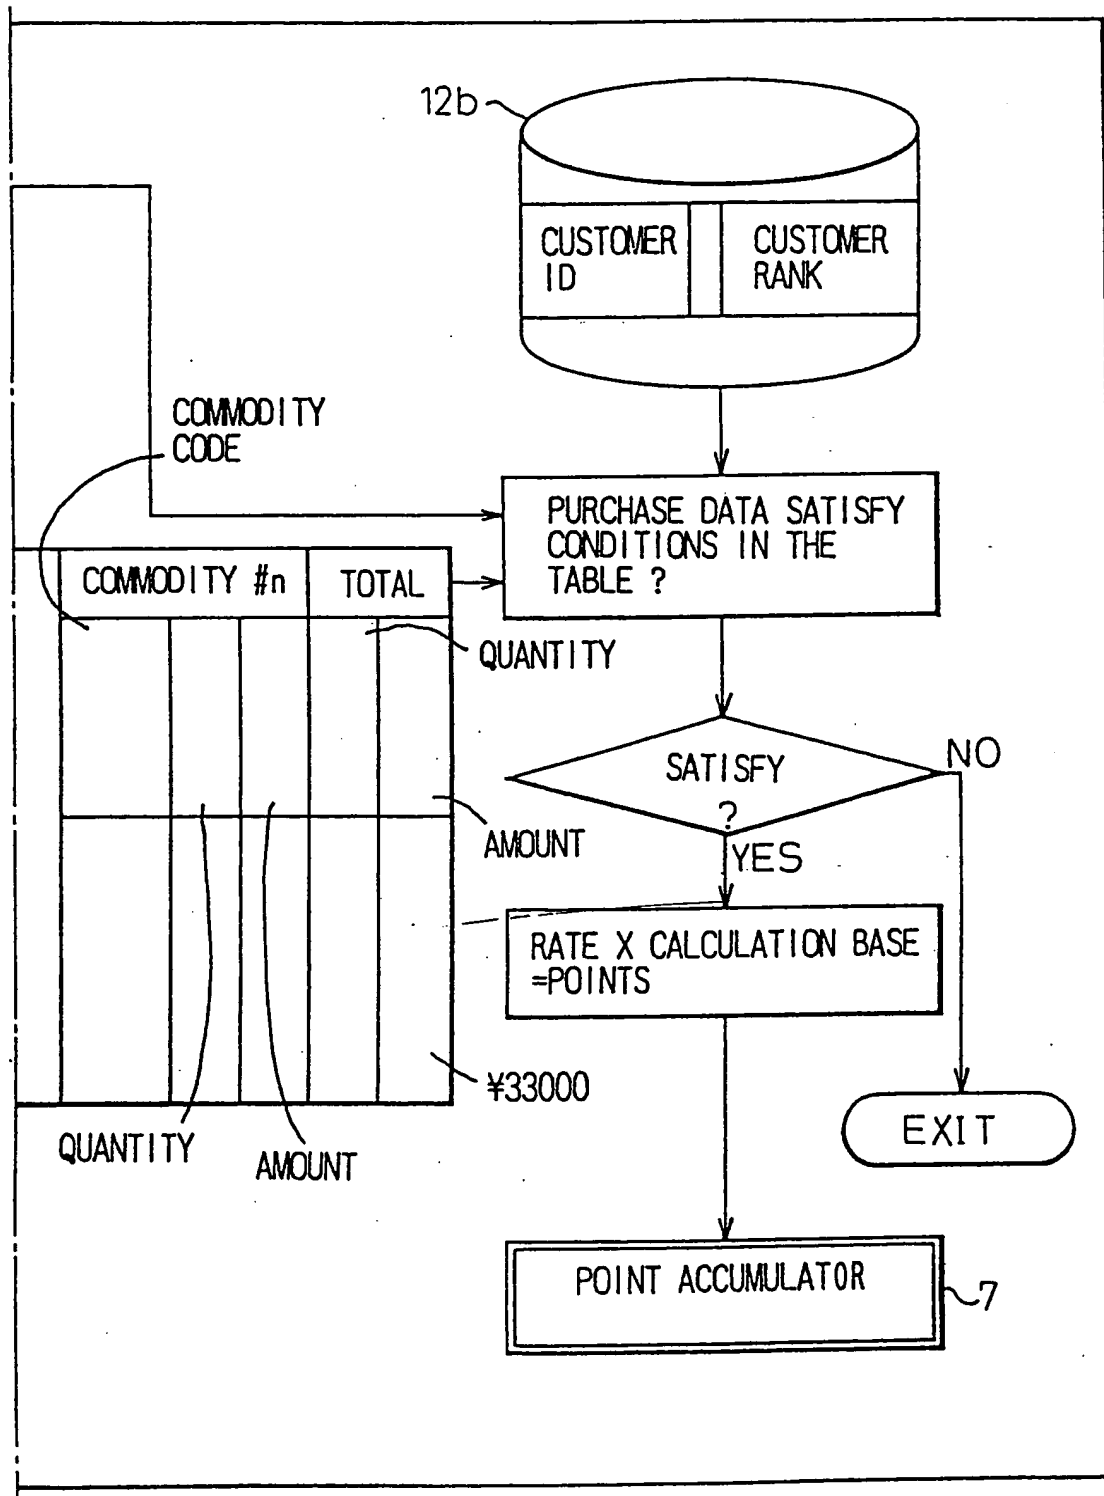 12b
CUSTOMER
ID
CUSTOMER
RANK
COMMODITY
CODE
PURCHASE DATA SATISFY
CONDITIONS IN THE
TABLE ?
COMMODITY #n
TOTAL
QUANTITY
SATISFY
?
NO
AMOUNT
YES
RATE X CALCULATION BASE
=POINTS
¥33000
QUANTITY
AMOUNT
EXIT
POINT ACCUMULATOR
7